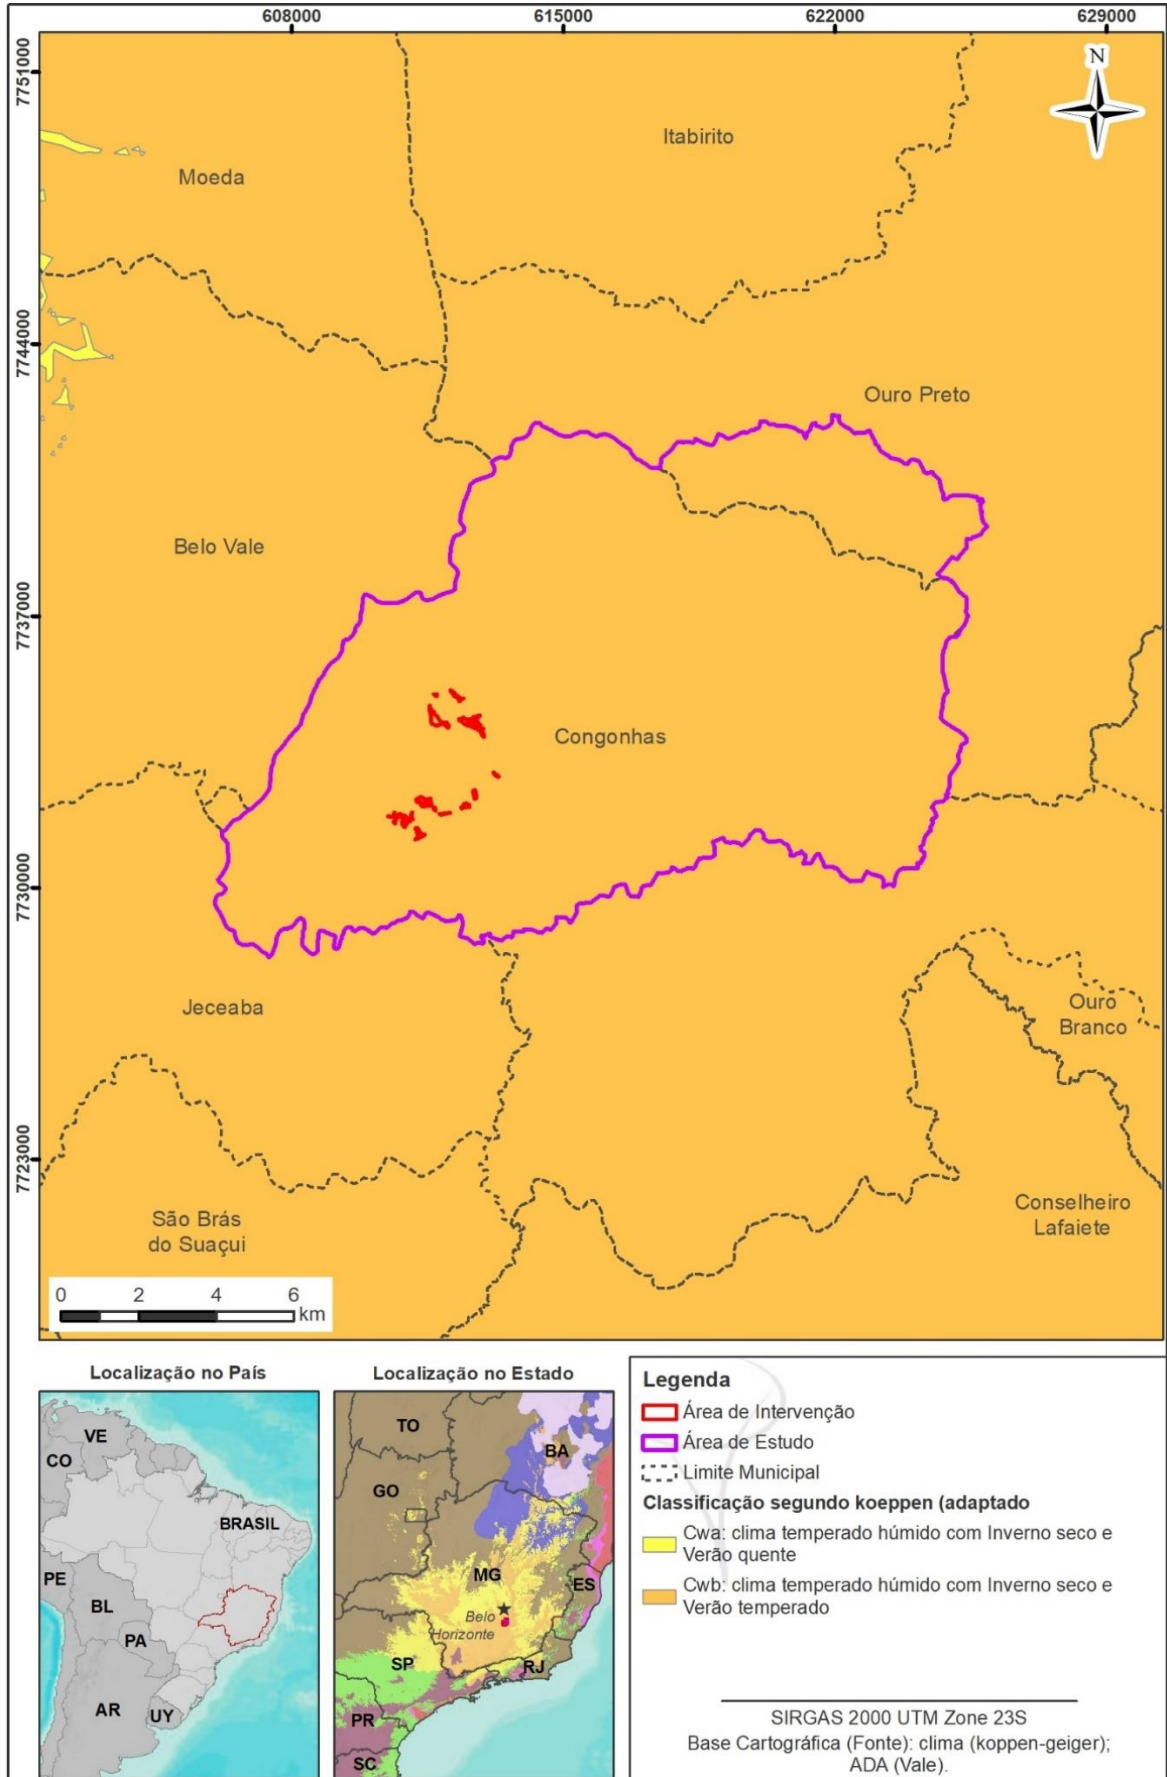 608000
615000
622000
629000
7751000
N
Itabirito
Moeda
7744000
Ouro Preto
Belo Vale
7737000
Congonhas
7730000
Jeceaba
Ouro
Branco
7723000
Conselheiro
Lafaiete
São Brás
do Suaçui
0 2 4 6
km
Localização no País
VE
CO
BRASIL
PE
BL
PA
AR
UY
Localização no Estado
TO
BA
GO
MG
ES
Belo
Horizonte
SP
RJ
PR
SC
Legenda
Área de Intervenção
Área de Estudo
Limite Municipal
Classificação segundo koeppen (adaptado
Cwa: clima temperado húmido com Inverno seco e
Verão quente
Cwb: clima temperado húmido com Inverno seco e
Verão temperado
SIRGAS 2000 UTM Zone 23S
Base Cartográfica (Fonte): clima (koppen-geiger);
ADA (Vale).